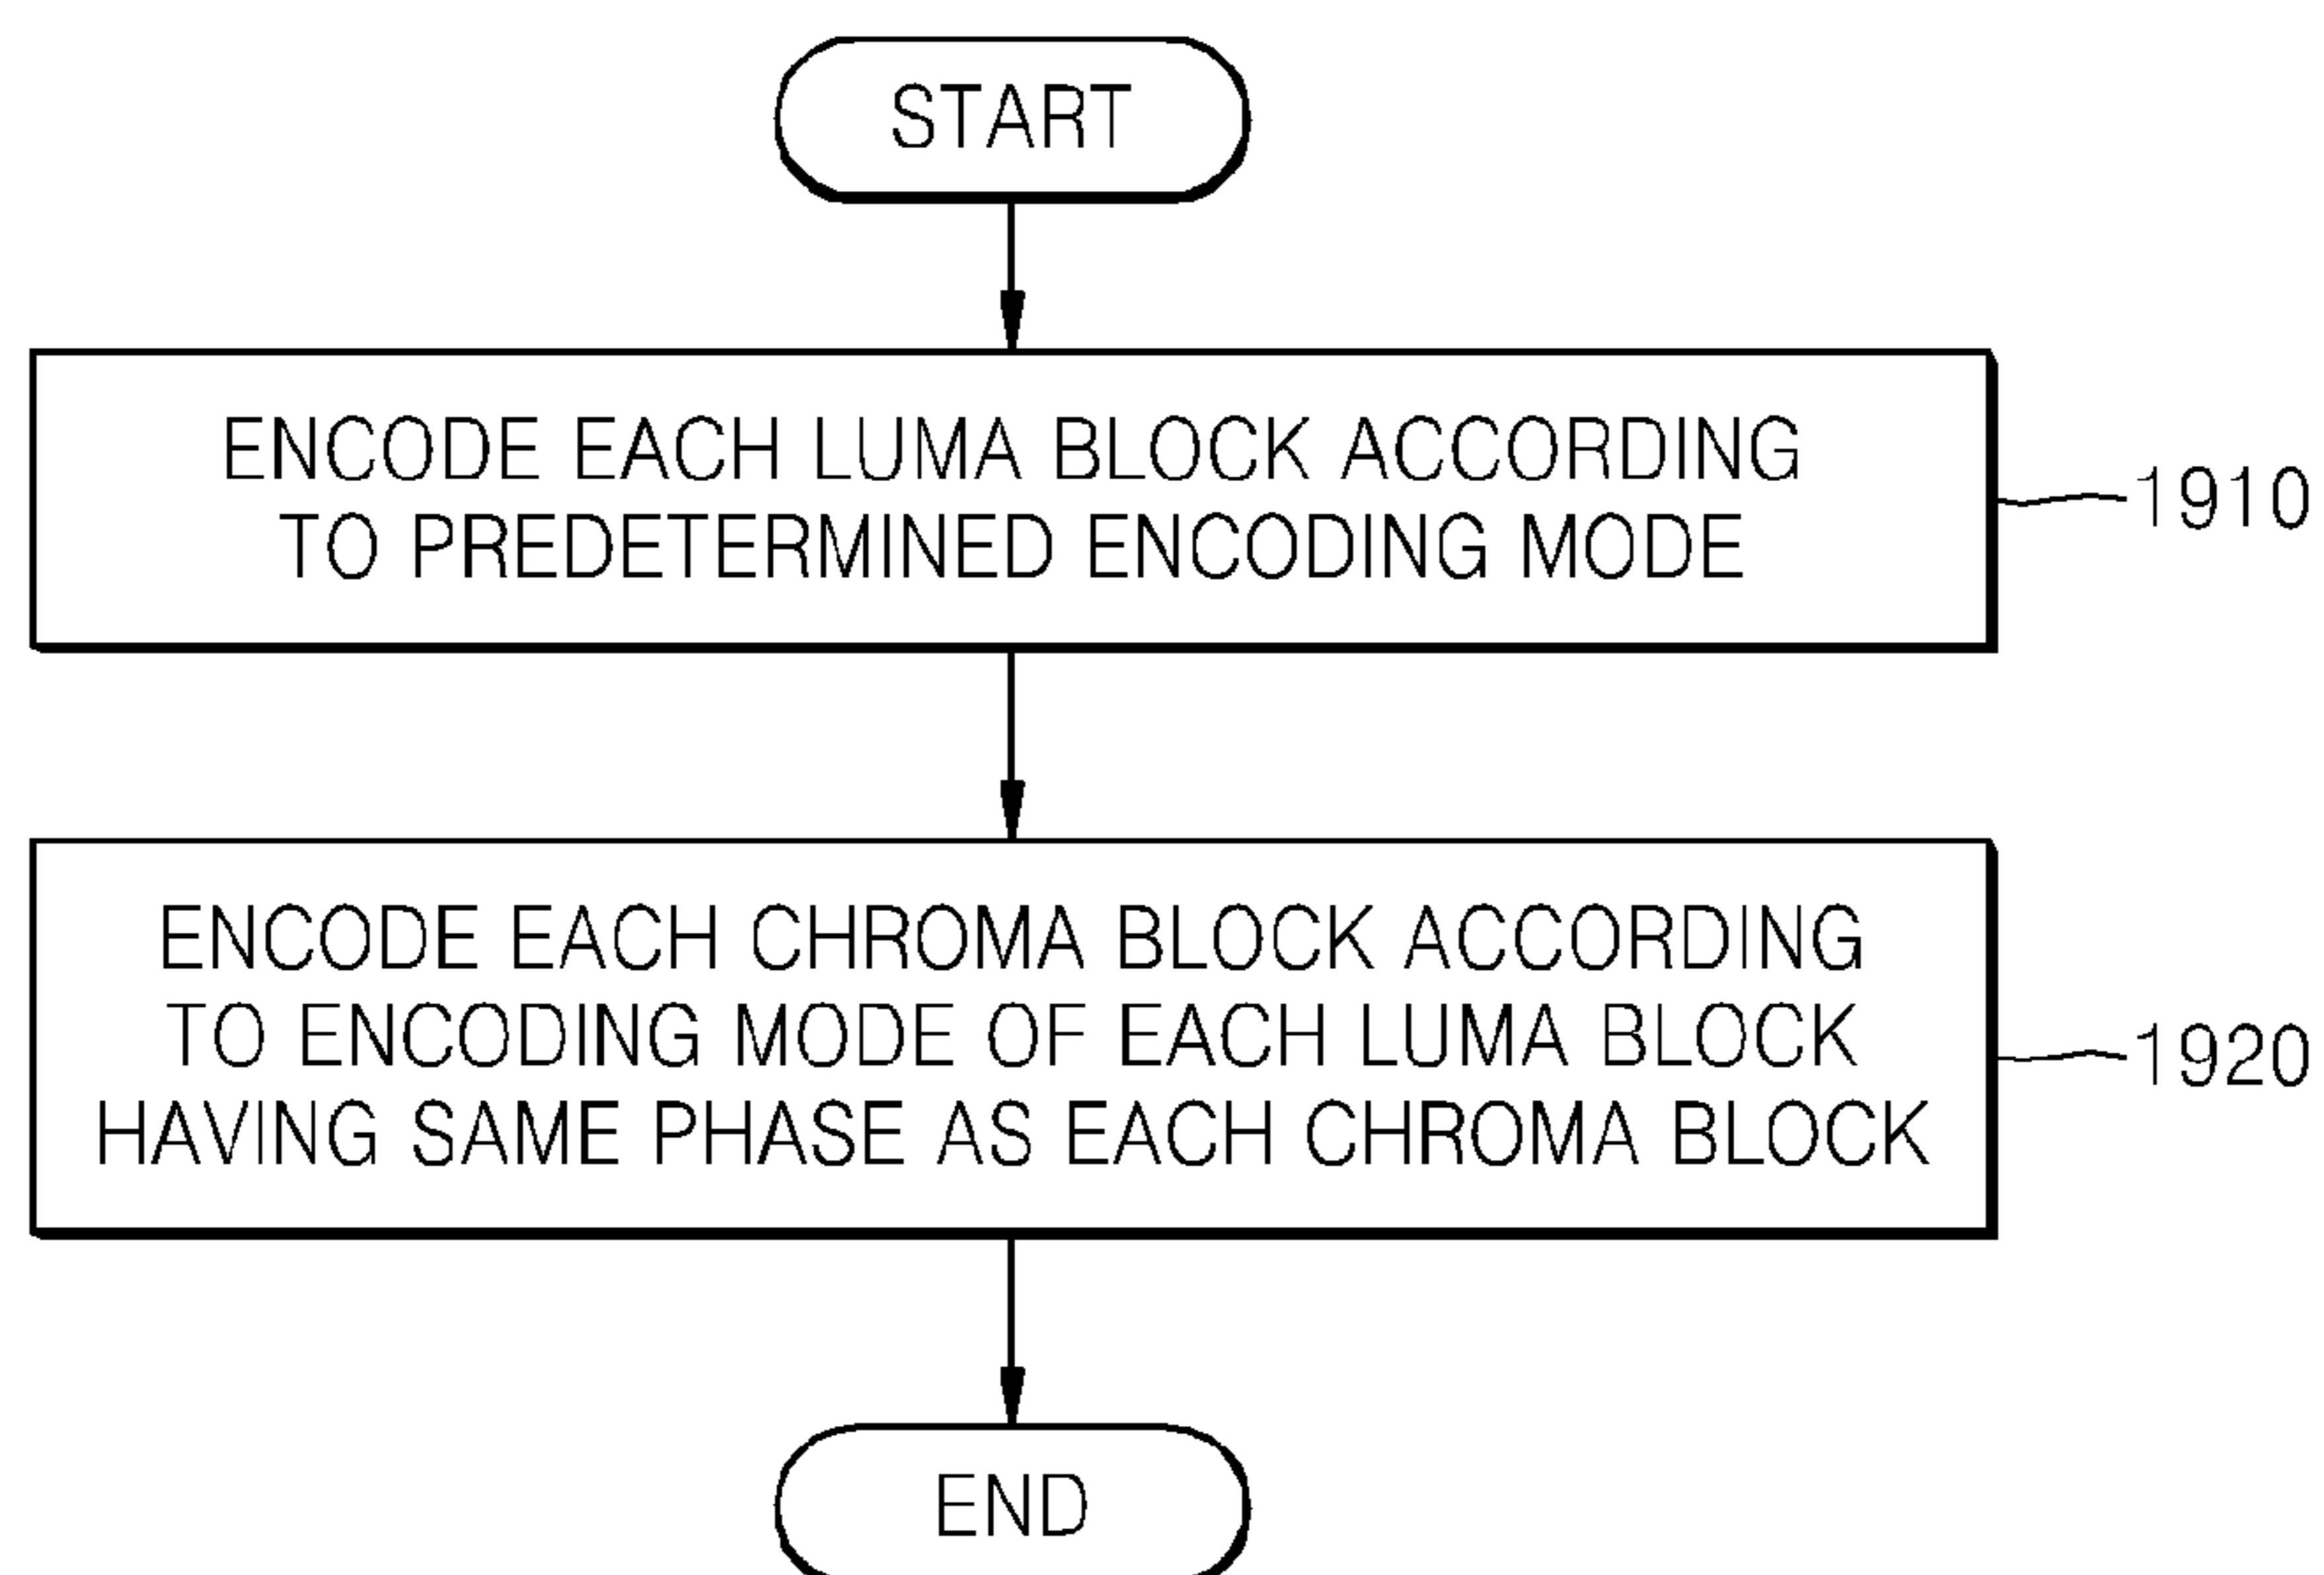 START
ENCODE EACH LUMA BLOCK ACCORDING
TO PREDETERMINED ENCODING MODE
1910
ENCODE EACH CHROMA BLOCK ACCORDING
TO ENCODING MODE OF EACH LUMA BLOCK
HAVING SAME PHASE AS EACH CHROMA BLOCK
1920
END